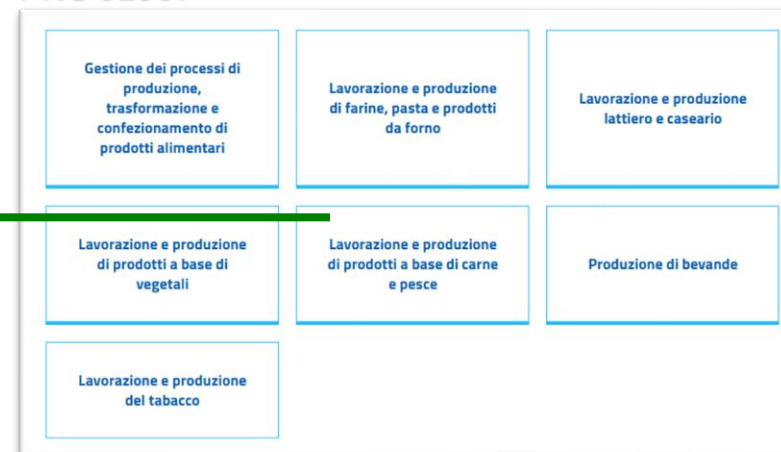 Gestione dei processi di
produzione,
trasformazione e
confezionamento di
prodotti alimentari
Lavorazione e produzione
di farine, pasta e prodotti
da forno
Lavorazione e produzione
lattiero e caseario
Lavorazione e produzione
di prodotti a base di
vegetali
Lavorazione e produzione
di prodotti a base di carne
e pesce
Produzione di bevande
Lavorazione e produzione
del tabacco